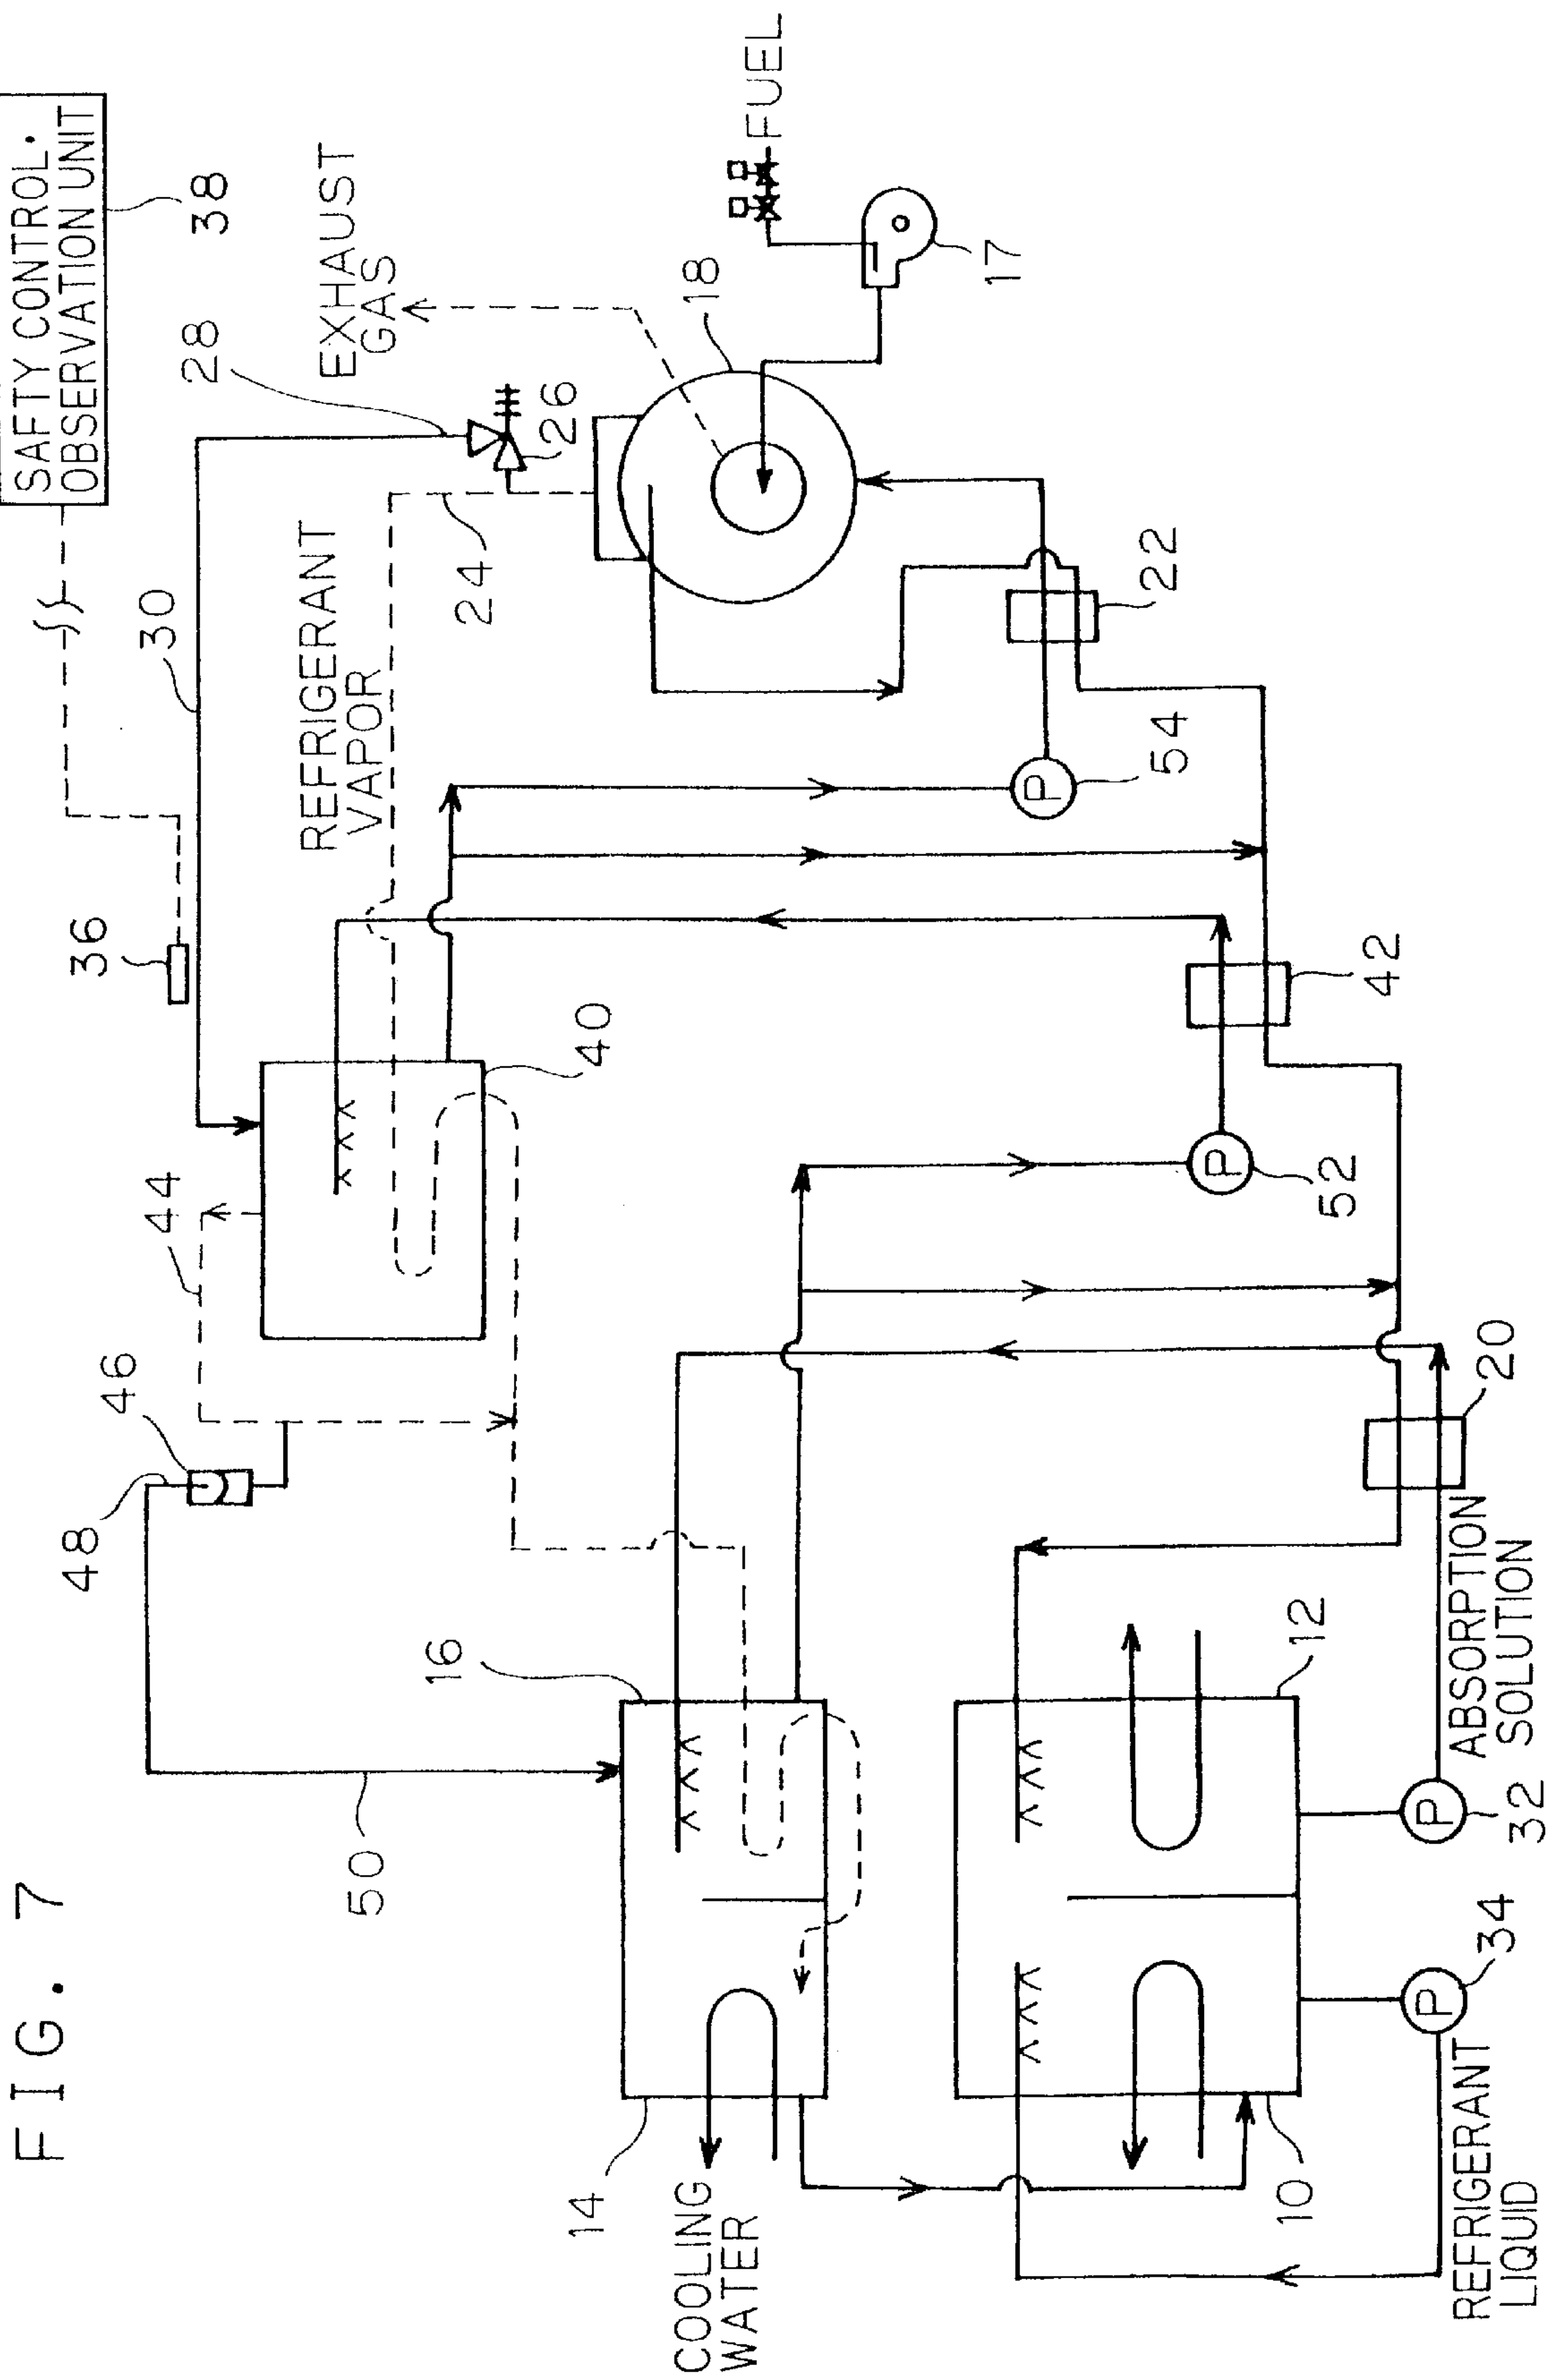 FIG. 7
SAFTY CONTROL.
OBSERVATION UNIT
38
28
30
36
EXHAUST
GAS
FUEL
18
17
26
24
REFRIGERANT
VAPOR
22
54
40
42
44
46
48
52
20
50
16
12
ABSORPTION
SOLUTION
32
14
COOLING
WATER
10
34
REFRIGERANT
LIQUID
P
P
P
P